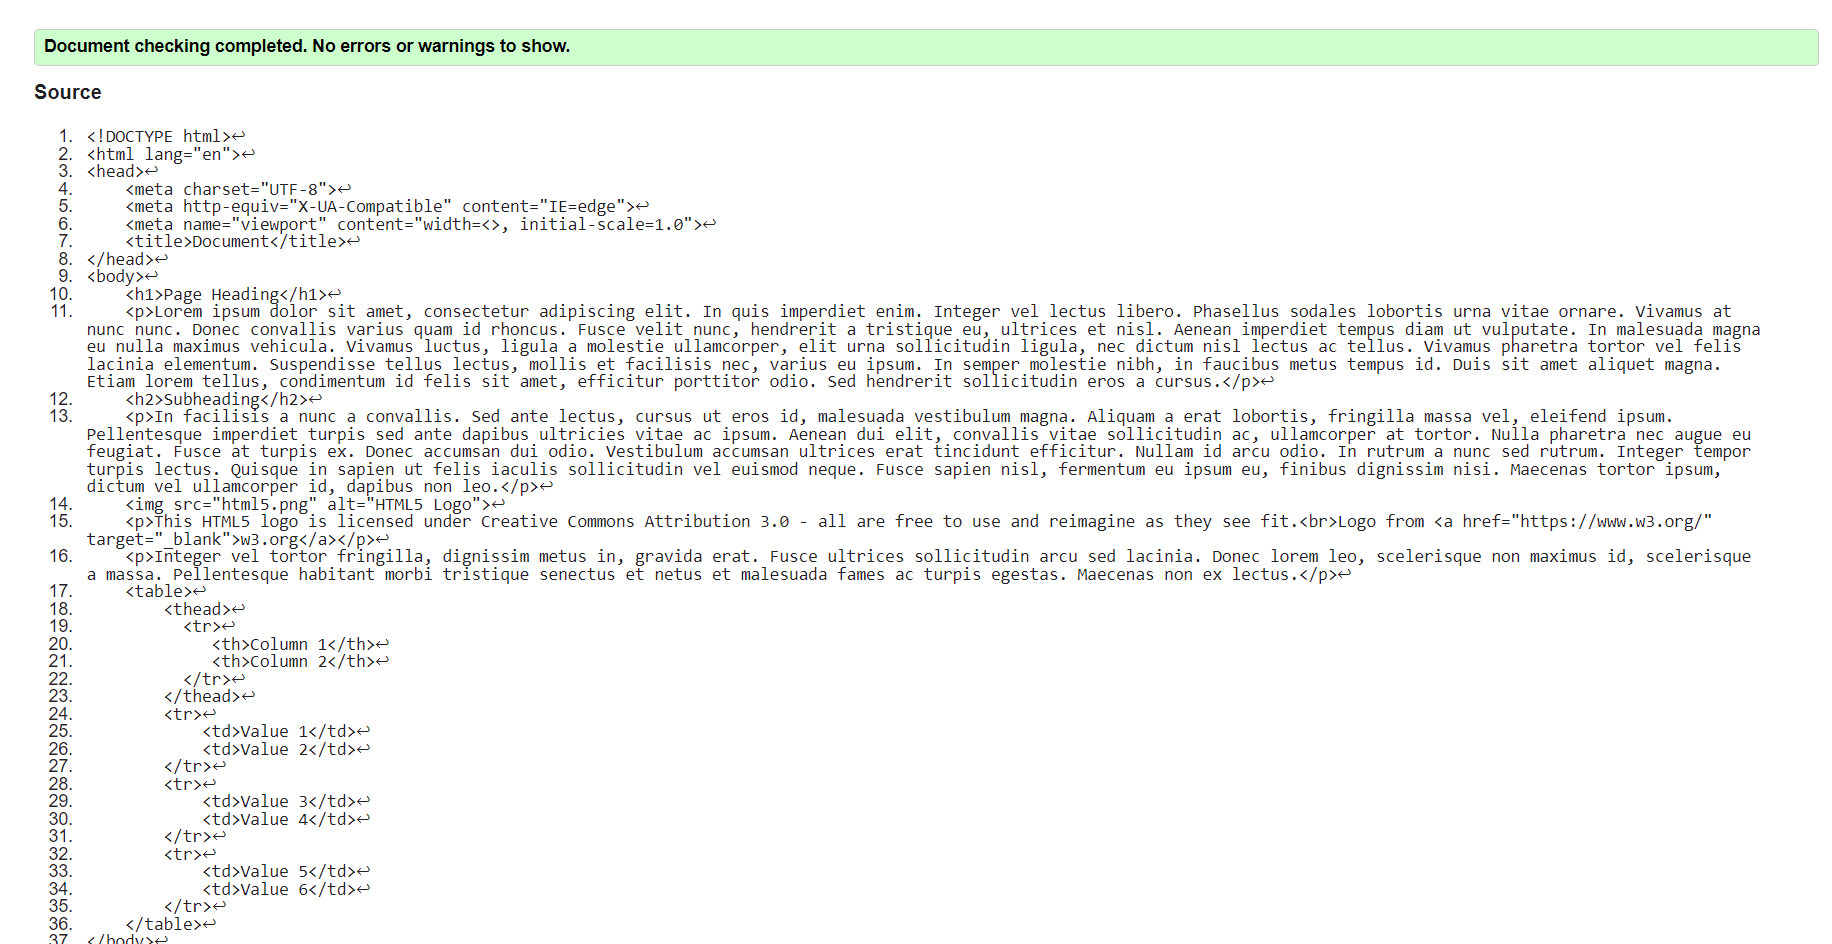 Document checking completed. No errors or warnings to show.
Source
1. <!DOCTYPE html>↩
2. <html lang="en">↩
3. <head>↩
4.     <meta charset="UTF-8">↩
5.     <meta http-equiv="X-UA-Compatible" content="IE=edge">↩
6.     <meta name="viewport" content="width=<>, initial-scale=1.0">↩
7.     <title>Document</title>↩
8. </head>↩
9. <body>↩
10.     <h1>Page Heading</h1>↩
11.     <p>Lorem ipsum dolor sit amet, consectetur adipiscing elit. In quis imperdiet enim. Integer vel lectus libero. Phasellus sodales lobortis urna vitae ornare. Vivamus at
nunc nunc. Donec convallis varius quam id rhoncus. Fusce velit nunc, hendrerit a tristique eu, ultrices et nisl. Aenean imperdiet tempus diam ut vulputate. In malesuada magna
eu nulla maximus vehicula. Vivamus luctus, ligula a molestie ullamcorper, elit urna sollicitudin ligula, nec dictum nisl lectus ac tellus. Vivamus pharetra tortor vel felis
lacinia elementum. Suspendisse tellus lectus, mollis et facilisis nec, varius eu ipsum. In semper molestie nibh, in faucibus metus tempus id. Duis sit amet aliquet magna.
Etiam lorem tellus, condimentum id felis sit amet, efficitur porttitor odio. Sed hendrerit sollicitudin eros a cursus.</p>↩
12.     <h2>Subheading</h2>↩
13.     <p>In facilisis a nunc a convallis. Sed ante lectus, cursus ut eros id, malesuada vestibulum magna. Aliquam a erat lobortis, fringilla massa vel, eleifend ipsum.
Pellentesque imperdiet turpis sed ante dapibus ultricies vitae ac ipsum. Aenean dui elit, convallis vitae sollicitudin ac, ullamcorper at tortor. Nulla pharetra nec augue eu
feugiat. Fusce at turpis ex. Donec accumsan dui odio. Vestibulum accumsan ultrices erat tincidunt efficitur. Nullam id arcu odio. In rutrum a nunc sed rutrum. Integer tempor
turpis lectus. Quisque in sapien ut felis iaculis sollicitudin vel euismod neque. Fusce sapien nisl, fermentum eu ipsum eu, finibus dignissim nisi. Maecenas tortor ipsum,
dictum vel ullamcorper id, dapibus non leo.</p>↩
14.     <img src="html5.png" alt="HTML5 Logo">↩
15.     <p>This HTML5 logo is licensed under Creative Commons Attribution 3.0 - all are free to use and reimagine as they see fit.<br>Logo from <a href="https://www.w3.org/"
target="_blank">w3.org</a></p>↩
16.     <p>Integer vel tortor fringilla, dignissim metus in, gravida erat. Fusce ultrices sollicitudin arcu sed lacinia. Donec lorem leo, scelerisque non maximus id, scelerisque
a massa. Pellentesque habitant morbi tristique senectus et netus et malesuada fames ac turpis egestas. Maecenas non ex lectus.</p>↩
17.     <table>↩
18.         <thead>↩
19.           <tr>↩
20.              <th>Column 1</th>↩
21.              <th>Column 2</th>↩
22.           </tr>↩
23.         </thead>↩
24.         <tr>↩
25.             <td>Value 1</td>↩
26.             <td>Value 2</td>↩
27.         </tr>↩
28.         <tr>↩
29.             <td>Value 3</td>↩
30.             <td>Value 4</td>↩
31.         </tr>↩
32.         <tr>↩
33.             <td>Value 5</td>↩
34.             <td>Value 6</td>↩
35.         </tr>↩
36.     </table>↩
37. </body>↩